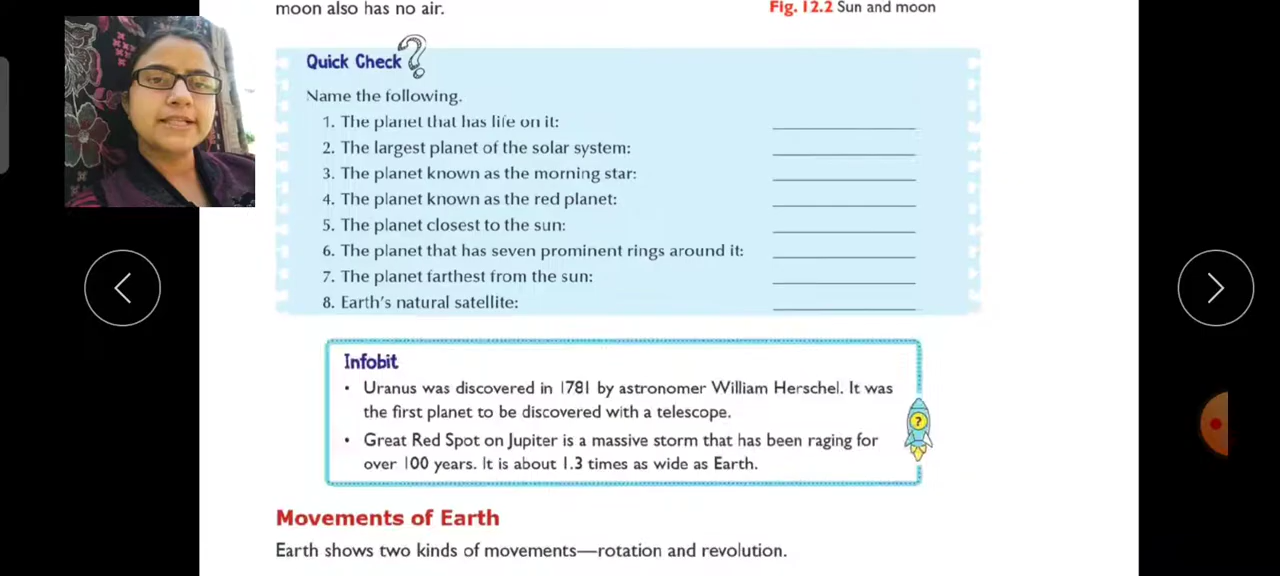 moon also has no air.
Fig. 12.2 Sun and moon
Quick Check ?
Name the following.
1. The planet that has life on it:
2. The largest planet of the solar system:
3. The planet known as the morning star:
4. The planet known as the red planet:
5. The planet closest to the sun:
6. The planet that has seven prominent rings around it:
7. The planet farthest from the sun:
8. Earth's natural satellite:
Infobit
• Uranus was discovered in 1781 by astronomer William Herschel. It was
the first planet to be discovered with a telescope.
• Great Red Spot on Jupiter is a massive storm that has been raging for
over 100 years. It is about 1.3 times as wide as Earth.
?
Movements of Earth
Earth shows two kinds of movements—rotation and revolution.